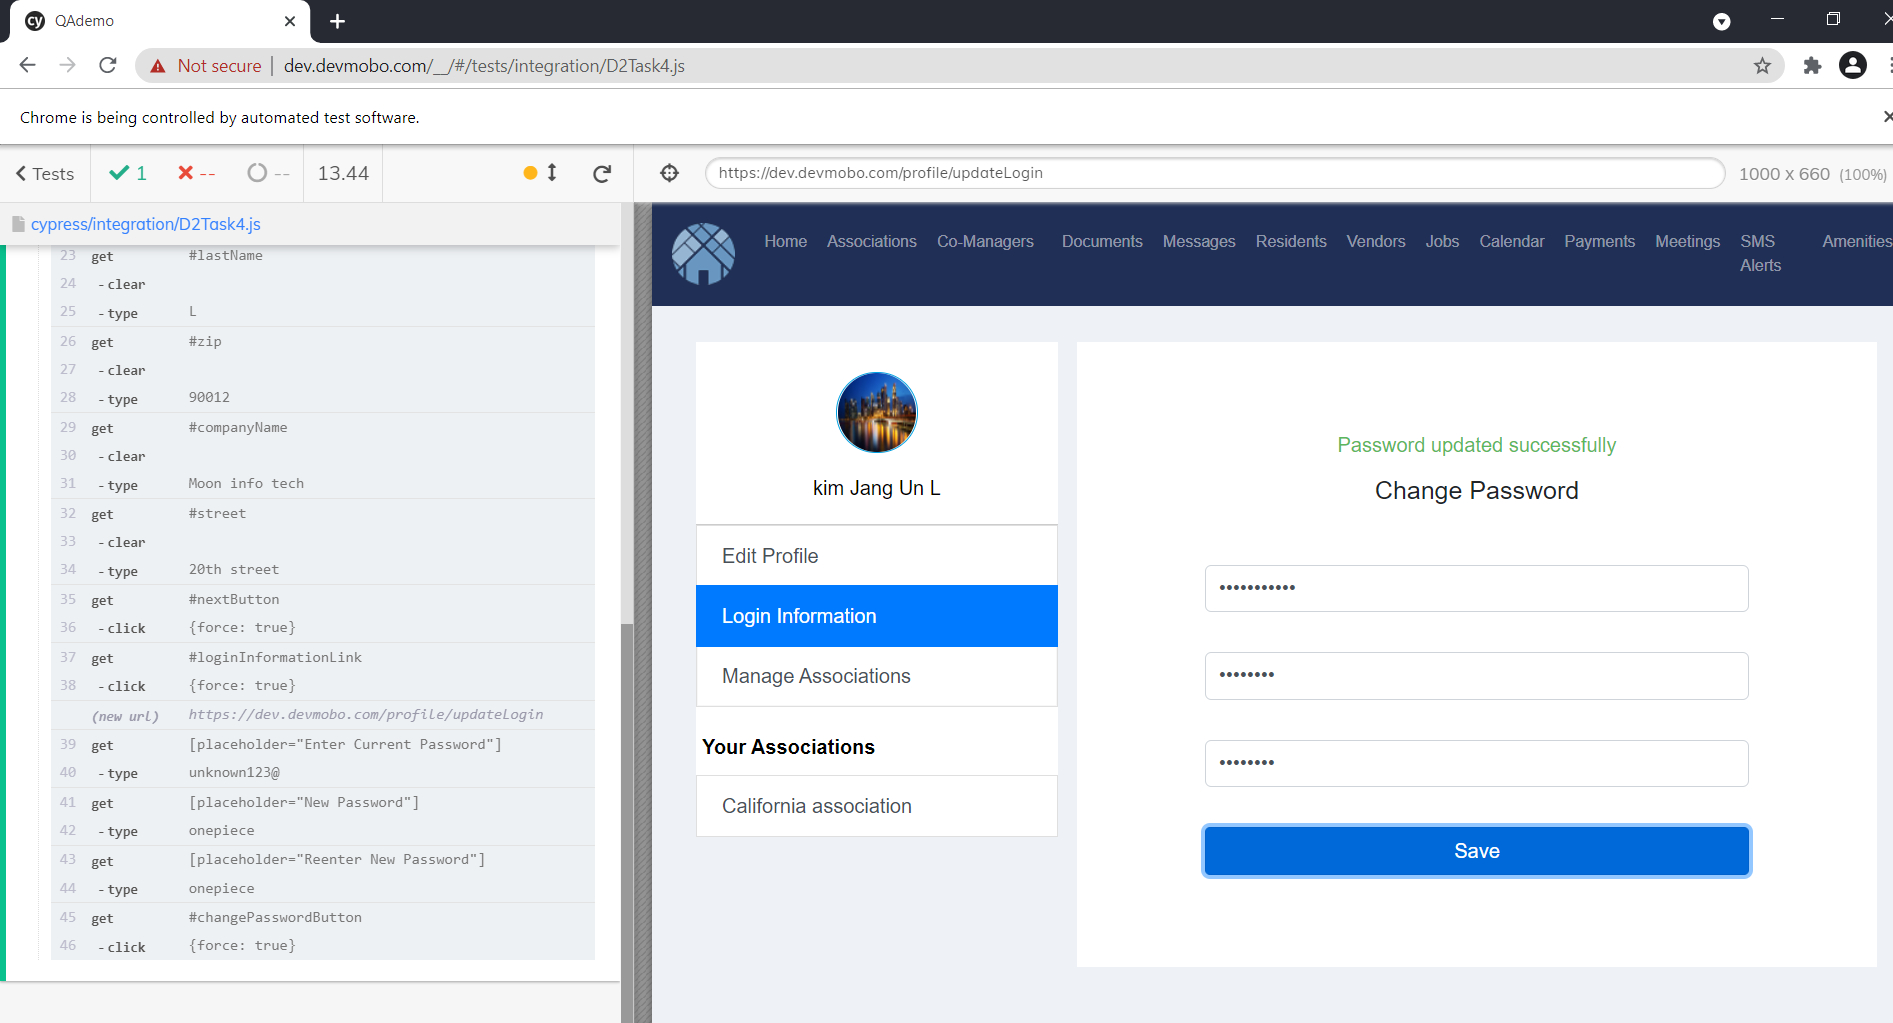 cy QAdemo
Not secure | dev.devmobo.com/__/#/tests/integration/D2Task4.js
Chrome is being controlled by automated test software.
Tests 1 -- -- 13.44
https://dev.devmobo.com/profile/updateLogin 1000 x 660 (100%)
cypress/integration/D2Task4.js
23 get #lastName
24 -clear
25 -type L
26 get #zip
27 -clear
28 -type 90012
29 get #companyName
30 -clear
31 -type Moon info tech
32 get #street
33 -clear
34 -type 20th street
35 get #nextButton
36 -click {force: true}
37 get #loginInformationLink
38 -click {force: true}
(new url) https://dev.devmobo.com/profile/updateLogin
39 get [placeholder="Enter Current Password"]
40 -type unknown123@
41 get [placeholder="New Password"]
42 -type onepiece
43 get [placeholder="Reenter New Password"]
44 -type onepiece
45 get #changePasswordButton
46 -click {force: true}
Home Associations Co-Managers Documents Messages Residents Vendors Jobs Calendar Payments Meetings SMS Alerts Amenities
kim Jang Un L
Edit Profile
Login Information
Manage Associations
Your Associations
California association
Password updated successfully
Change Password
•••••••••••
••••••••
••••••••
Save